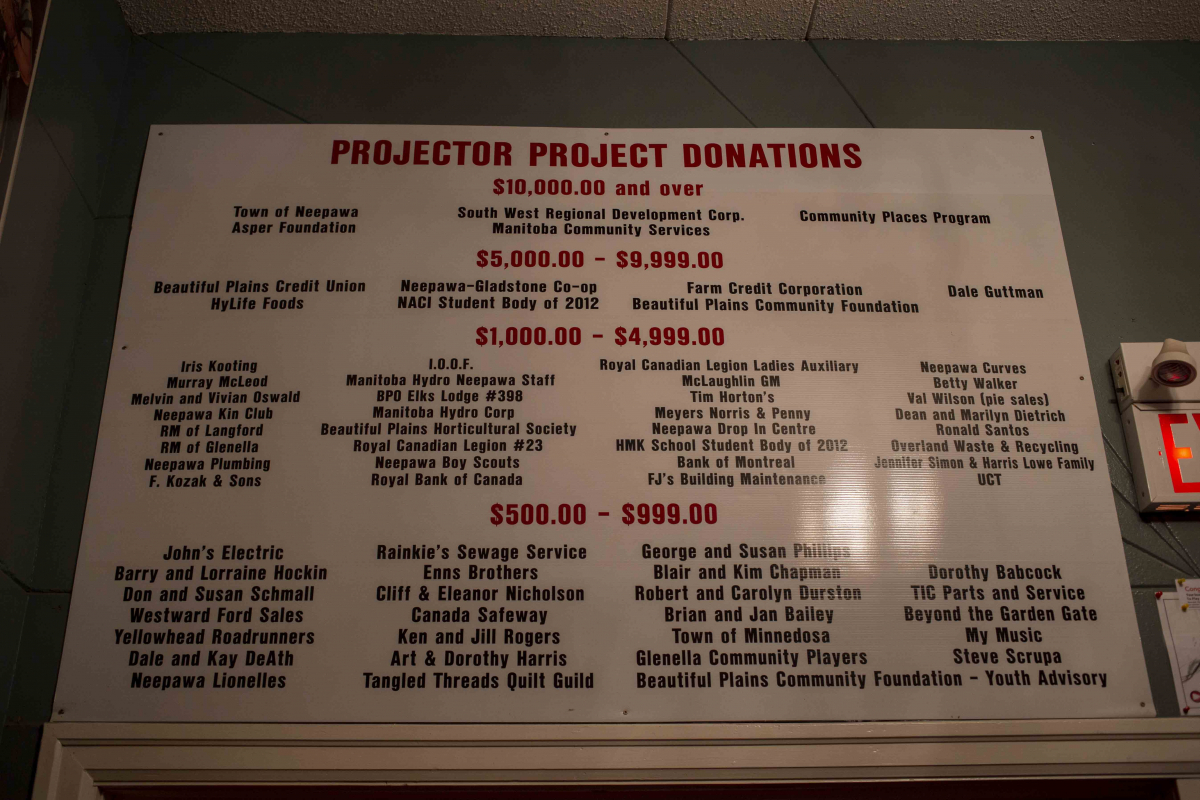 PROJECTOR PROJECT DONATIONS
$10,000.00 and over
Town of Neepawa
Asper Foundation
South West Regional Development Corp.
Manitoba Community Services
Community Places Program
$5,000.00 - $9,999.00
Beautiful Plains Credit Union
HyLife Foods
Neepawa-Gladstone Co-op
NACI Student Body of 2012
Farm Credit Corporation
Beautiful Plains Community Foundation
Dale Guttman
$1,000.00 - $4,999.00
Iris Kooting
Murray McLeod
Melvin and Vivian Oswald
Neepawa Kin Club
RM of Langford
RM of Glenella
Neepawa Plumbing
F. Kozak & Sons
I.O.O.F.
Manitoba Hydro Neepawa Staff
BPO Elks Lodge #398
Manitoba Hydro Corp
Beautiful Plains Horticultural Society
Royal Canadian Legion #23
Neepawa Boy Scouts
Royal Bank of Canada
Royal Canadian Legion Ladies Auxiliary
McLaughlin GM
Tim Horton's
Meyers Norris & Penny
Neepawa Drop In Centre
HMK School Student Body of 2012
Bank of Montreal
FJ's Building Maintenance
Neepawa Curves
Betty Walker
Val Wilson (pie sales)
Dean and Marilyn Dietrich
Ronald Santos
Overland Waste & Recycling
Jennifer Simon & Harris Lowe Family
UCT
$500.00 - $999.00
John's Electric
Barry and Lorraine Hockin
Don and Susan Schmall
Westward Ford Sales
Yellowhead Roadrunners
Dale and Kay DeAth
Neepawa Lionelles
Rainkie's Sewage Service
Enns Brothers
Cliff & Eleanor Nicholson
Canada Safeway
Ken and Jill Rogers
Art & Dorothy Harris
Tangled Threads Quilt Guild
George and Susan Phillips
Blair and Kim Chapman
Robert and Carolyn Durston
Brian and Jan Bailey
Town of Minnedosa
Glenella Community Players
Beautiful Plains Community Foundation - Youth Advisory
Dorothy Babcock
TIC Parts and Service
Beyond the Garden Gate
My Music
Steve Scrupa